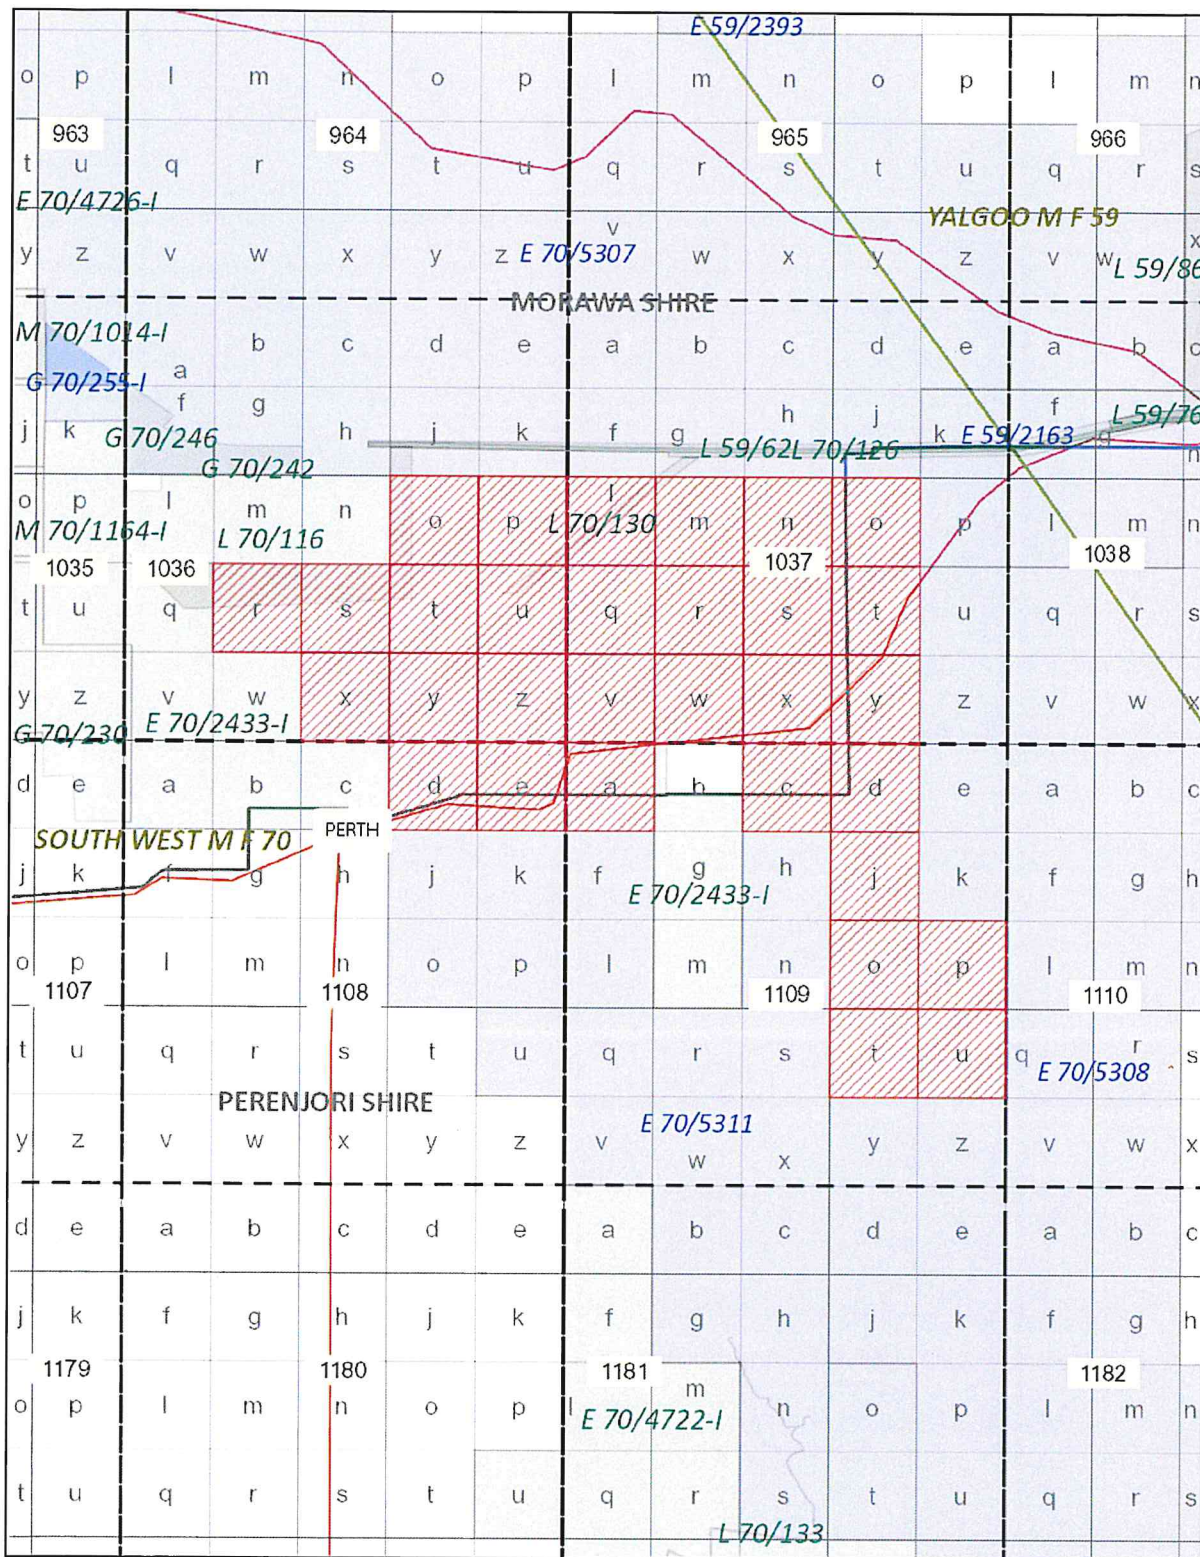 E 59/2393
o p l m n o p l m n o p l m n
963 964 965 966
t u q r s t u q r s t u q r s
E 70/4726-I
YALGOO M F 59
y z v w x y z E 70/5307 v w x y z v w x
L 59/86
MORAWA SHIRE
M 70/1014-I
a b c d e a b c d e a b c
G 70/255-I
j k f g h j k f g h j k f g h
G 70/246 L 59/62 L 70/126 E 59/2163 L 59/76
G 70/242
o p l m n o p l m n o p l m n
M 70/1164-I L 70/116 L 70/130
1035 1036 1037 1038
t u q r s t u q r s t u q r s
y z v w x y z v w x y z v w x
G 70/230 E 70/2433-I
d e a b c d e a b c d e a b c
SOUTH WEST M F 70 PERTH
j k f g h j k f g h j k f g h
E 70/2433-I
o p l m n o p l m n o p l m n
1107 1108 1109 1110
t u q r s t u q r s t u q r s
E 70/5308
PERENJORI SHIRE
E 70/5311
y z v w x y z v w x y z v w x
d e a b c d e a b c d e a b c
j k f g h j k f g h j k f g h
1179 1180 1181 1182
o p l m n o p l m n o p l m n
E 70/4722-I
t u q r s t u q r s t u q r s
L 70/133